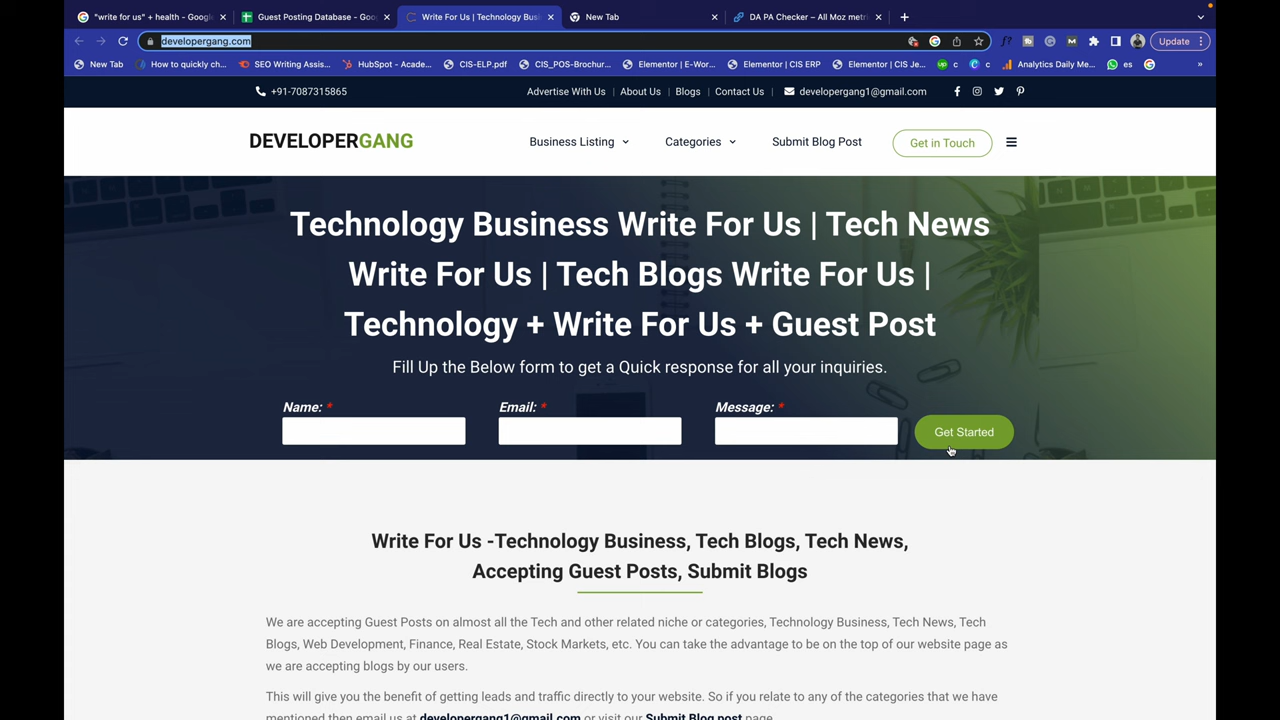 "write for us" + health - Google
Guest Posting Database - Goo
Write For Us | Technology Busi
New Tab
DA PA Checker – All Moz metr
developergang.com
Update
New Tab
How to quickly ch...
SEO Writing Assis...
HubSpot - Acade...
CIS-ELP.pdf
CIS_POS-Brochur...
Elementor | E-Wor...
Elementor | CIS ERP
Elementor | CIS Je...
c
c
Analytics Daily Me...
es
»
+91-7087315865
Advertise With Us | About Us | Blogs | Contact Us |
developergang1@gmail.com
DEVELOPERGANG
Business Listing
Categories
Submit Blog Post
Get in Touch
Technology Business Write For Us | Tech News
Write For Us | Tech Blogs Write For Us |
Technology + Write For Us + Guest Post
Fill Up the Below form to get a Quick response for all your inquiries.
Name: *
Email: *
Message: *
Get Started
Write For Us -Technology Business, Tech Blogs, Tech News,
Accepting Guest Posts, Submit Blogs
We are accepting Guest Posts on almost all the Tech and other related niche or categories, Technology Business, Tech News, Tech
Blogs, Web Development, Finance, Real Estate, Stock Markets, etc. You can take the advantage to be on the top of our website page as
we are accepting blogs by our users.
This will give you the benefit of getting leads and traffic directly to your website. So if you relate to any of the categories that we have
mentioned then email us at developergang1@gmail.com or visit our Submit Blog post page